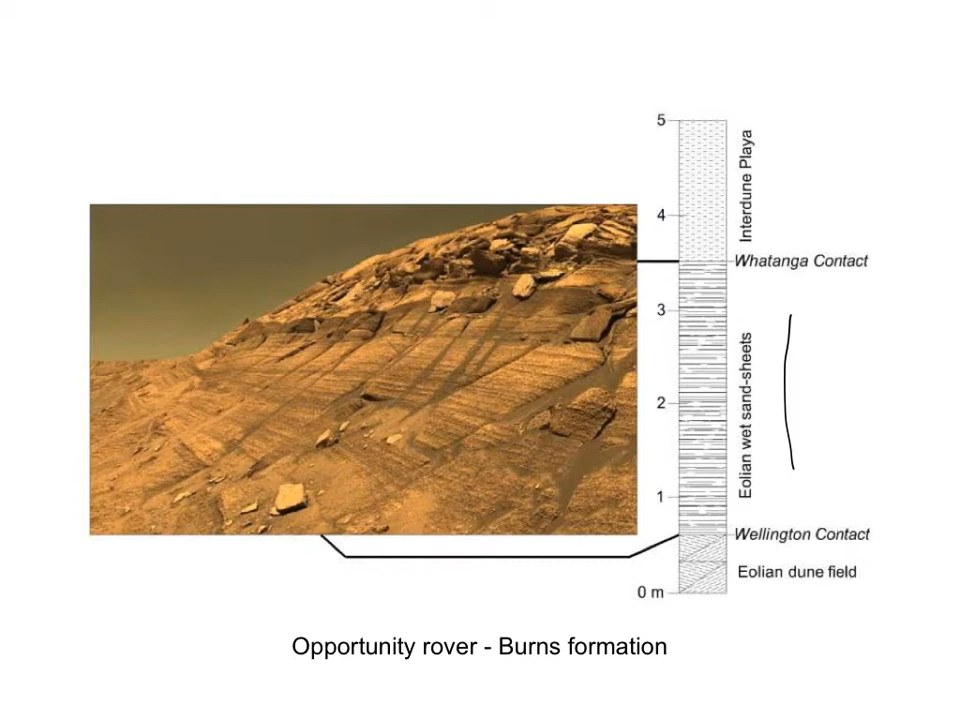 5
Interdune Playa
4
Whatanga Contact
3
Eolian wet sand-sheets
2
1
Wellington Contact
Eolian dune field
0 m
Opportunity rover - Burns formation